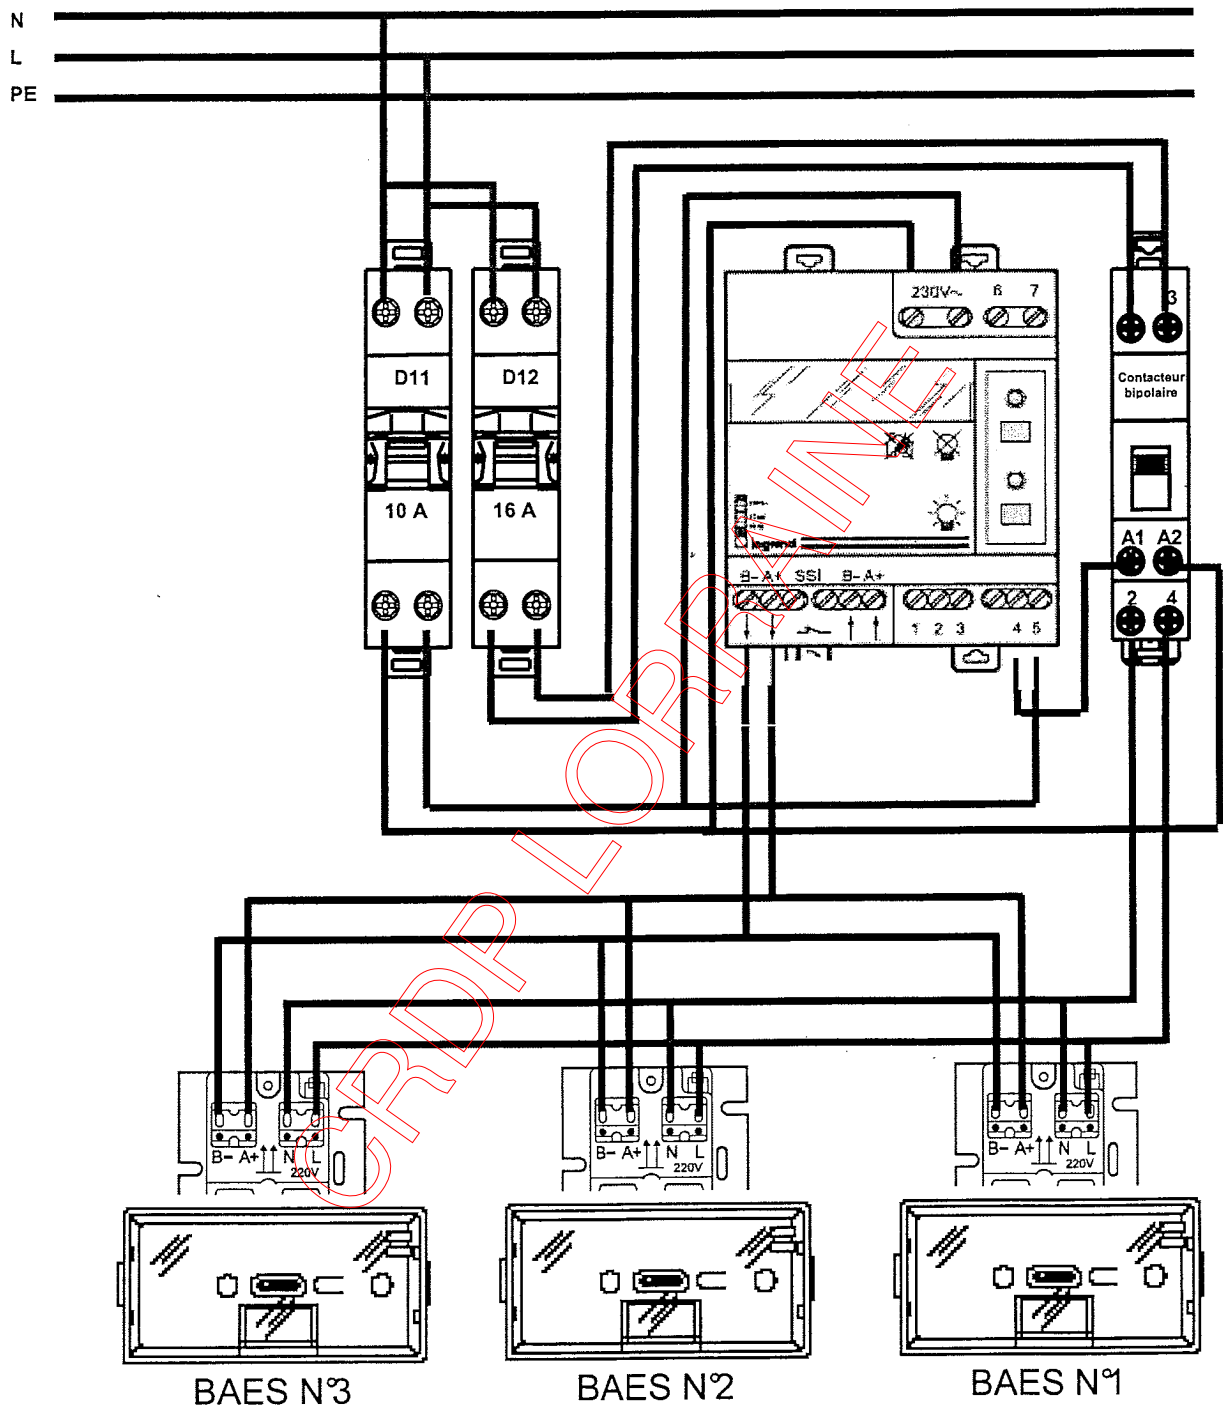 N
L
PE
230V~ 6 7
3
D11
D12
Contacteur
bipolaire
10 A
16 A
legrand
A1 A2
B- A+ SSI B- A+
1 2 3 4 5
2 4
B- A+ N L
220V
B- A+ N L
220V
B- A+ N L
220V
BAES N°3
BAES N°2
BAES N°1
CRDP LORRAINE